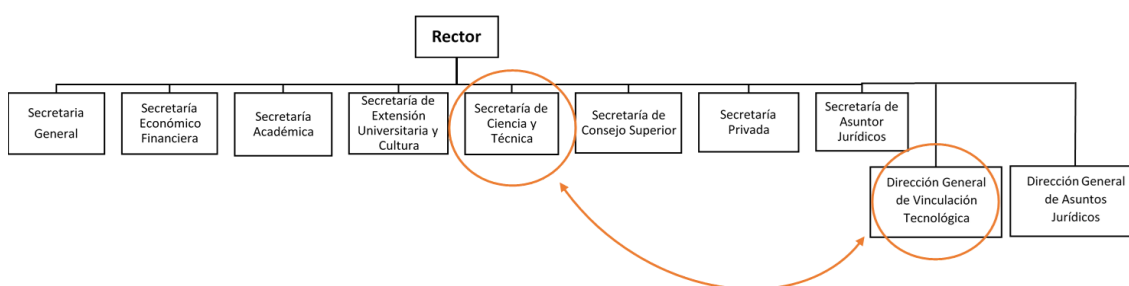 Rector
Secretaria
General
Secretaría
Económico
Financiera
Secretaría
Académica
Secretaría de
Extensión
Universitaria y
Cultura
Secretaría de
Ciencia y
Técnica
Secretaría de
Consejo Superior
Secretaría
Privada
Secretaría de
Asuntor
Jurídicos
Dirección General
de Vinculación
Tecnológica
Dirección General
de Asuntos
Jurídicos